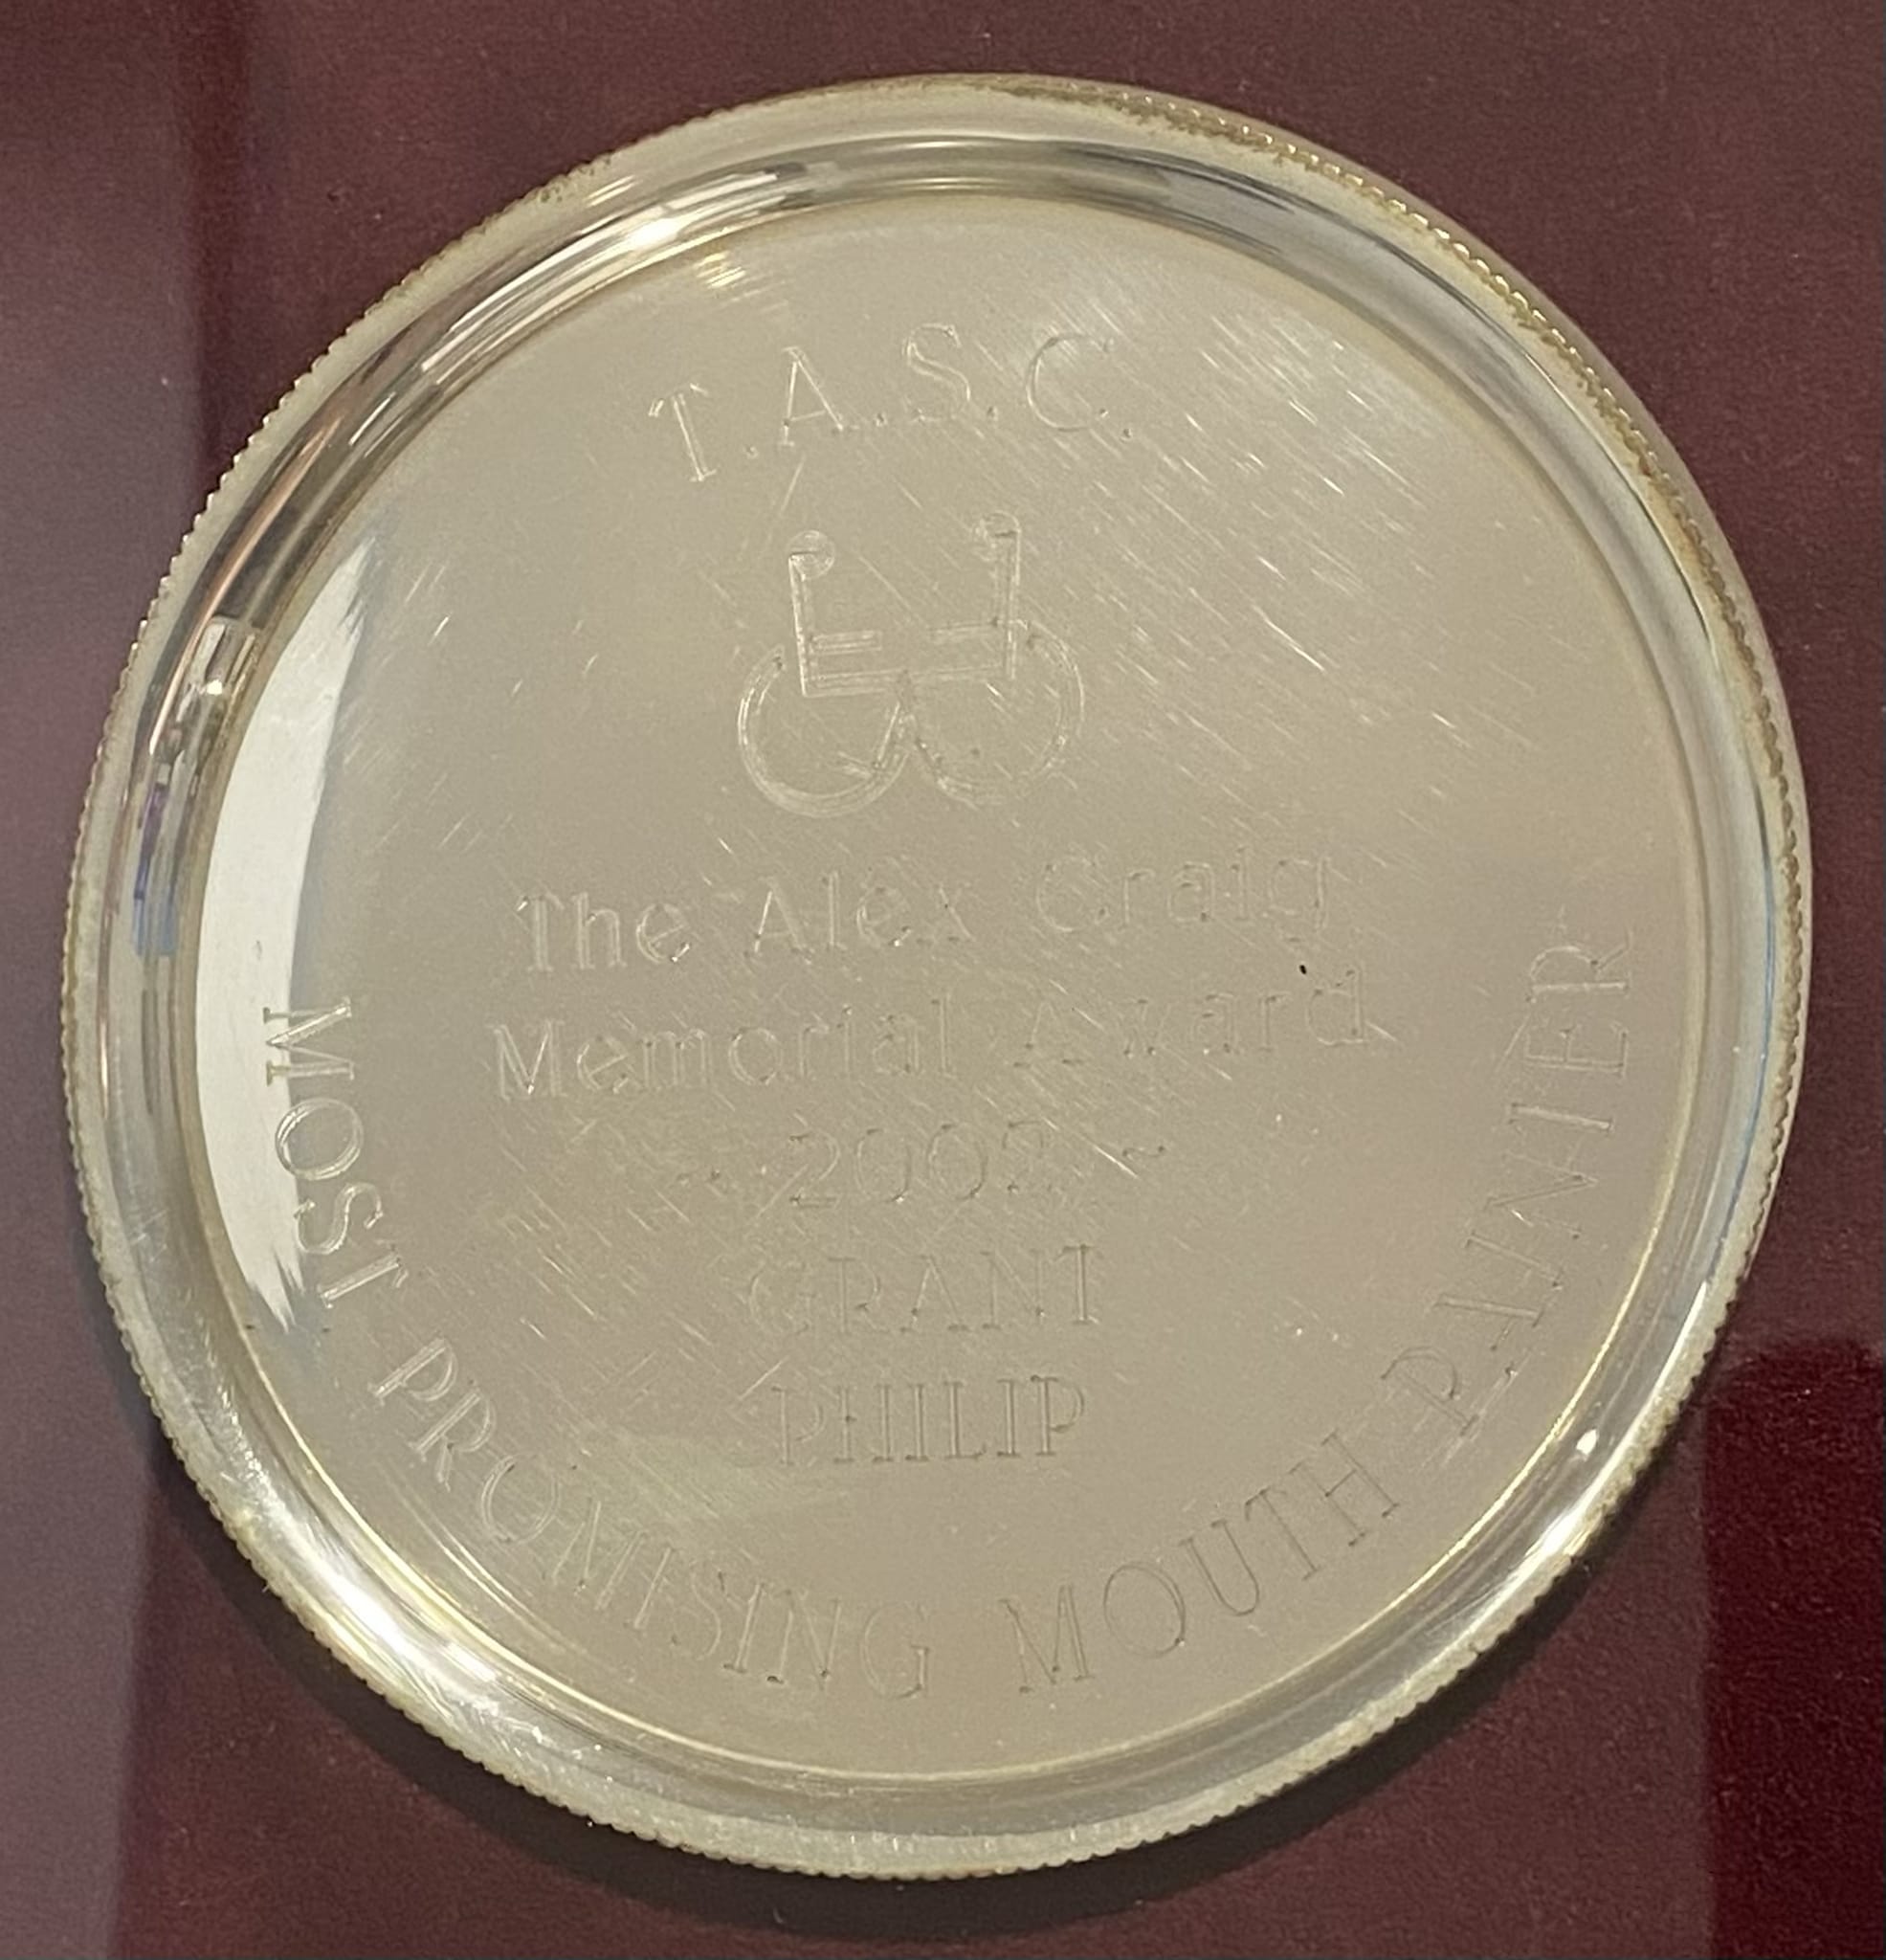 T.A.S.C.
The Alex Craig
Memorial Award
~ 2002 ~
GRANT
PHILIP
MOST PROMISING MOUTH PAINTER